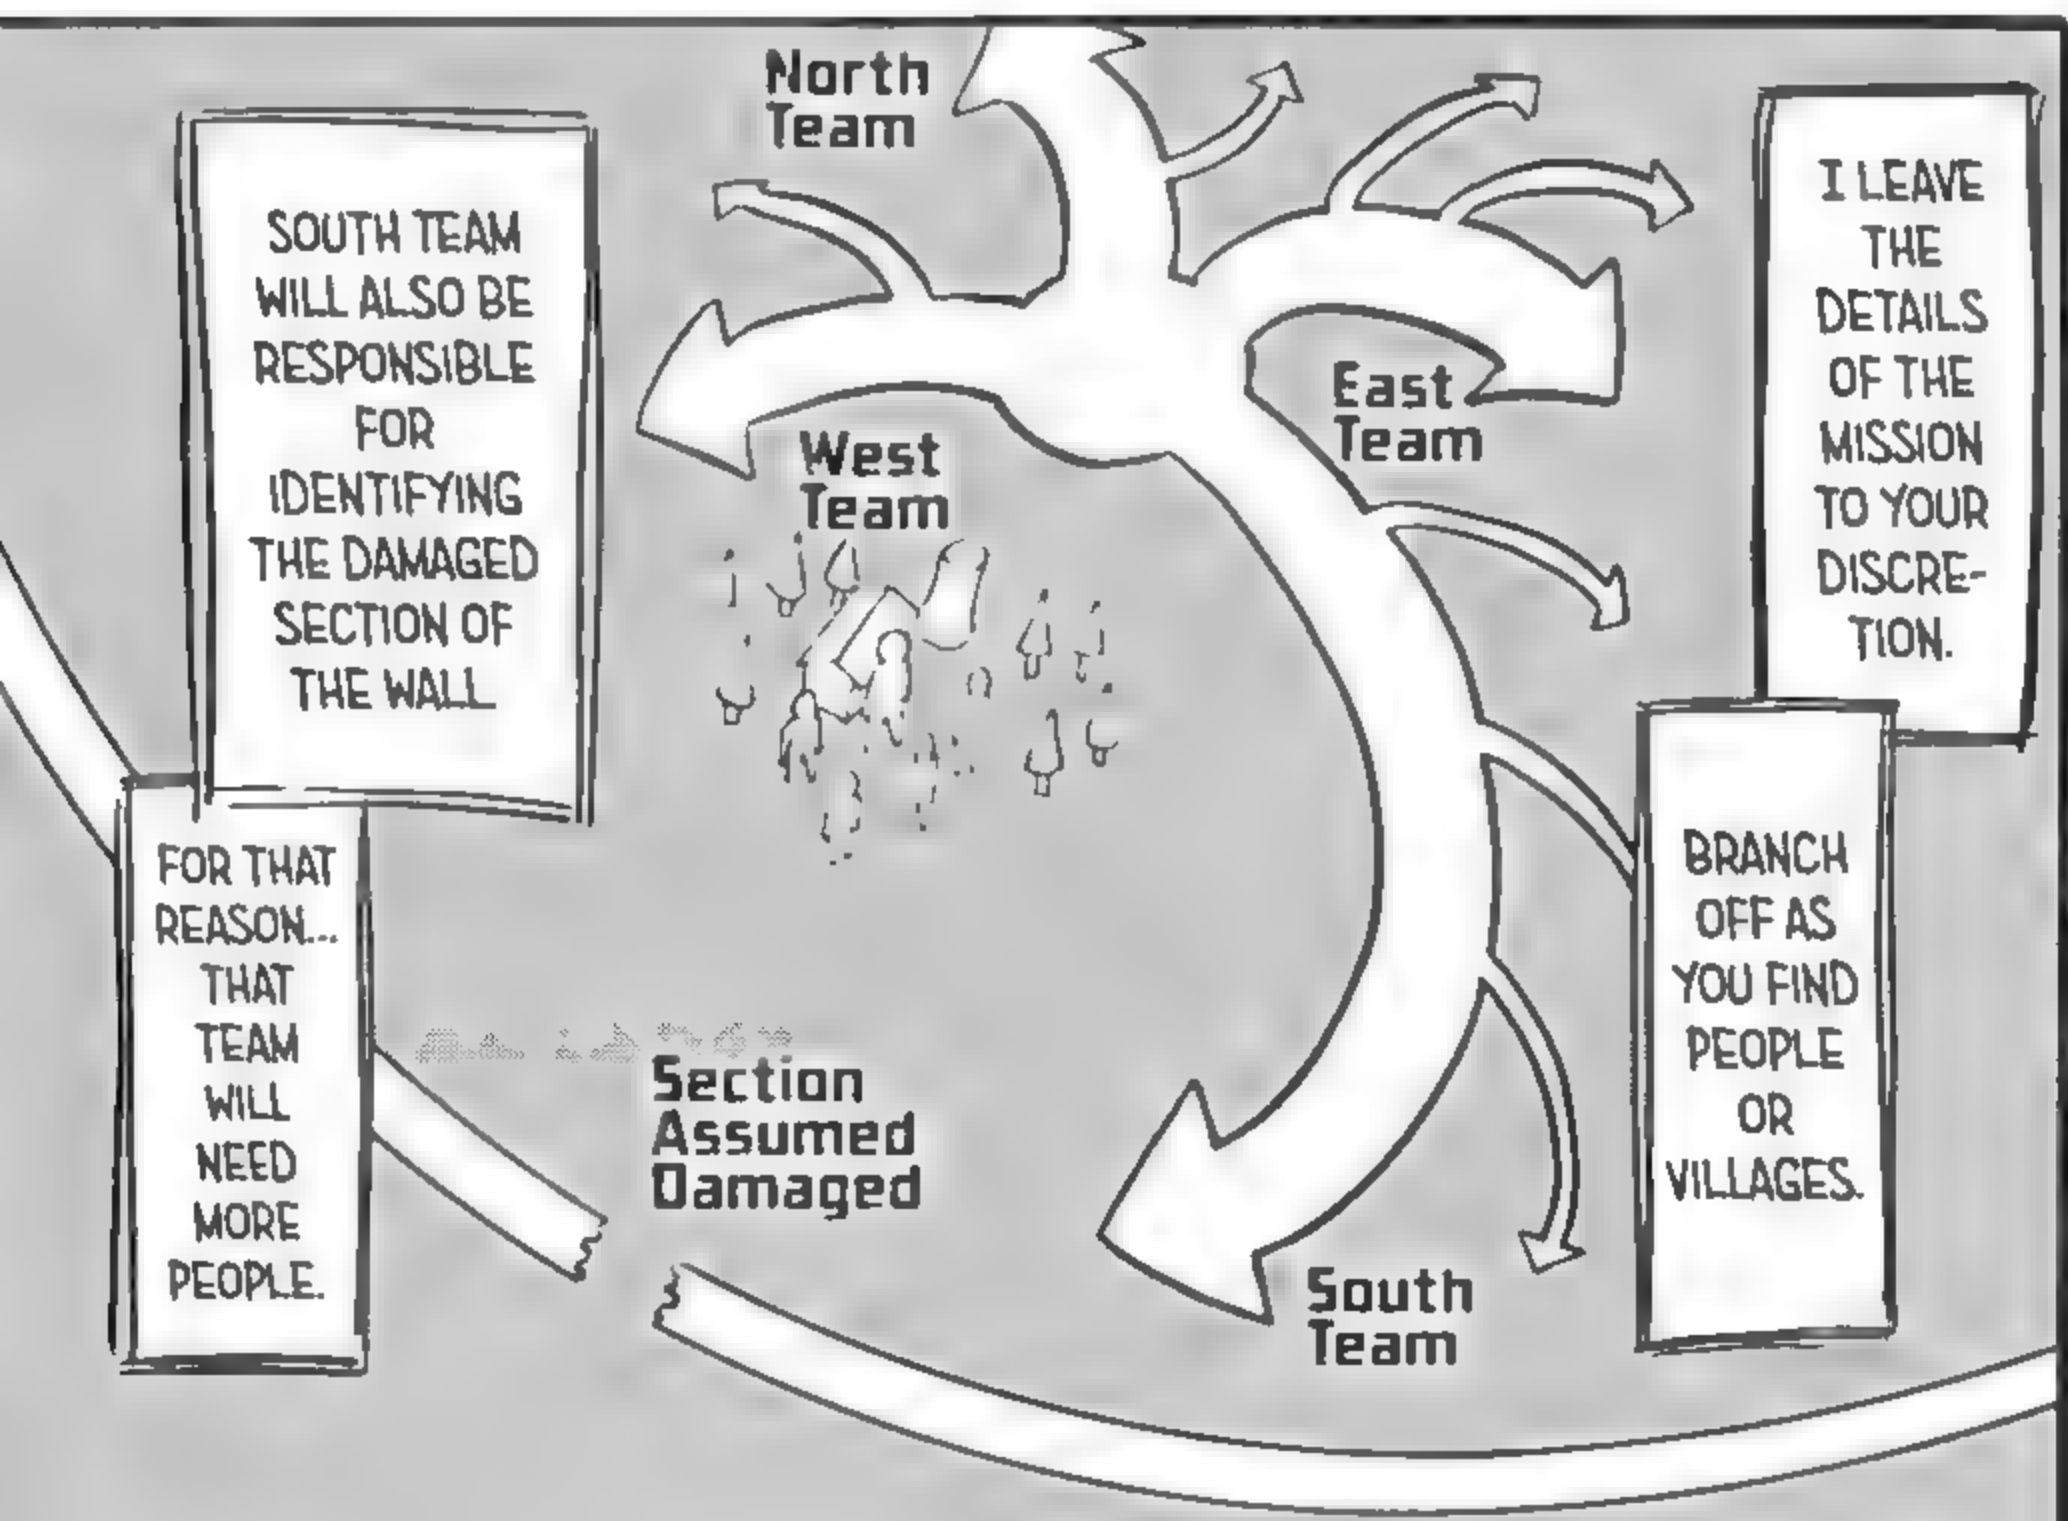 I LEAVE
THE
DETAILS
OF THE
MISSION
TO YOUR
DISCRE-
TION.
BRANCH
OFF AS
YOU FIND
PEOPLE
OR
VILLAGES.
North
Team
East
Team
West
Team
South
Team
Section
Assumed
Damaged
SOUTH TEAM
WILL ALSO BE
RESPONSIBLE
FOR
IDENTIFYING
THE DAMAGED
SECTION OF
THE WALL
FOR THAT
REASON...
THAT
TEAM
WILL
NEED
MORE
PEOPLE.